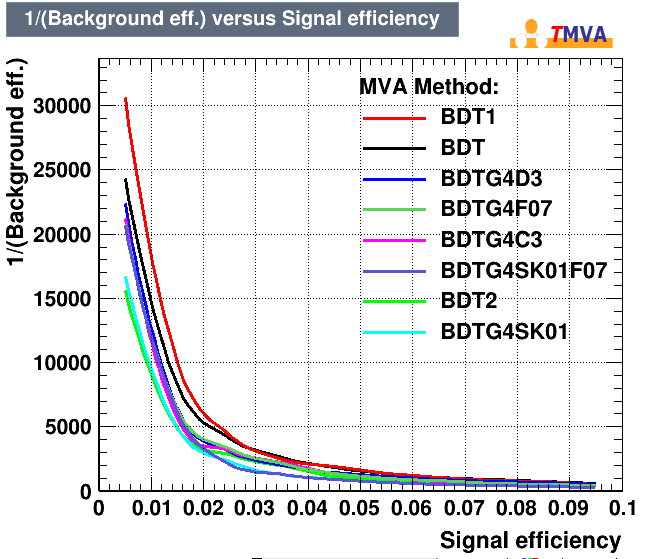 1/(Background eff.) versus Signal efficiency
TMVA
1/(Background eff.)
MVA Method:
BDT1
BDT
BDTG4D3
BDTG4F07
BDTG4C3
BDTG4SK01F07
BDT2
BDTG4SK01
30000
25000
20000
15000
10000
5000
0
0 0.01 0.02 0.03 0.04 0.05 0.06 0.07 0.08 0.09 0.1
Signal efficiency